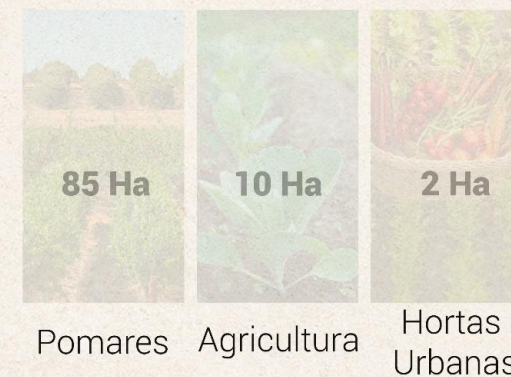 85 Ha
10 Ha
2 Ha
Pomares
Agricultura
Hortas
Urbanas